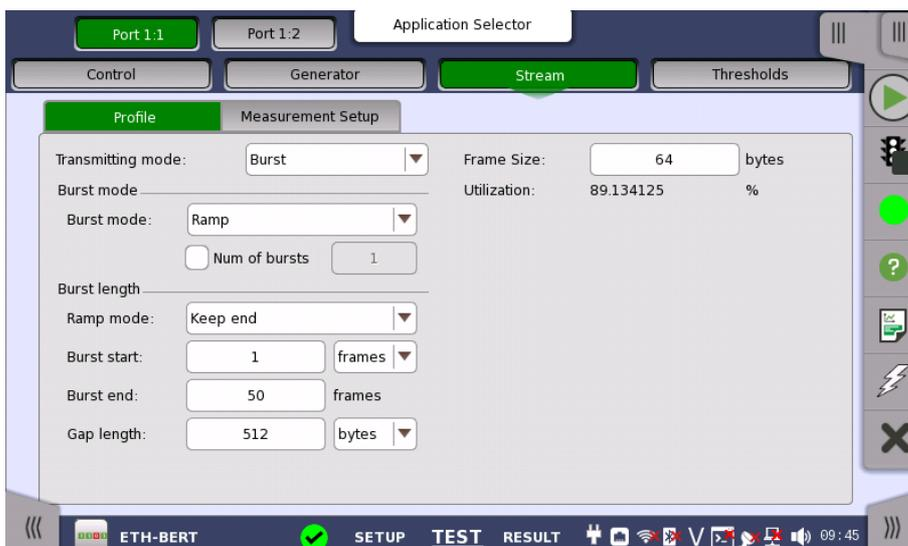 Application Selector
Port 1:1 Port 1:2
Control Generator Stream Thresholds
Profile Measurement Setup
Transmitting mode: Burst Frame Size: 64 bytes
Burst mode Utilization: 89.134125 %
Burst mode: Ramp
Num of bursts 1
Burst length
Ramp mode: Keep end
Burst start: 1 frames
Burst end: 50 frames
Gap length: 512 bytes
ETH-BERT SETUP TEST RESULT 09:45